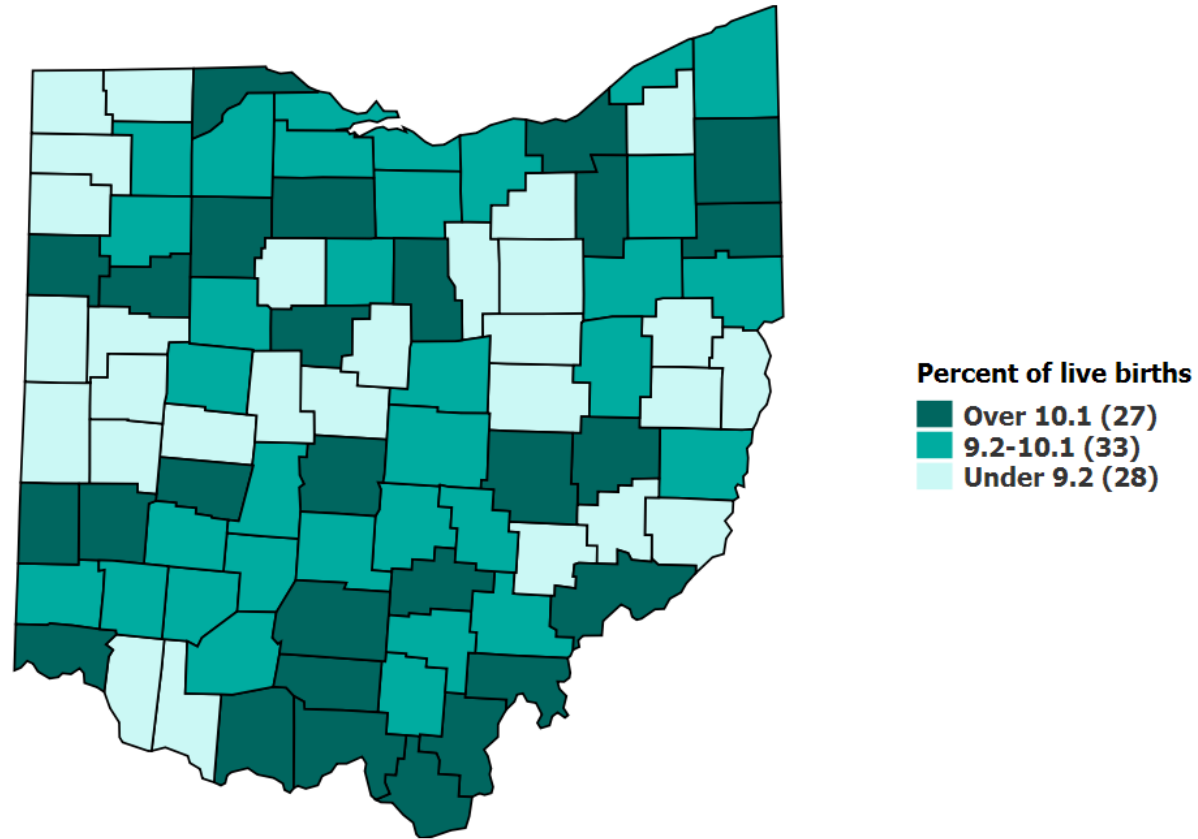 Percent of live births
Over 10.1 (27)
9.2-10.1 (33)
Under 9.2 (28)